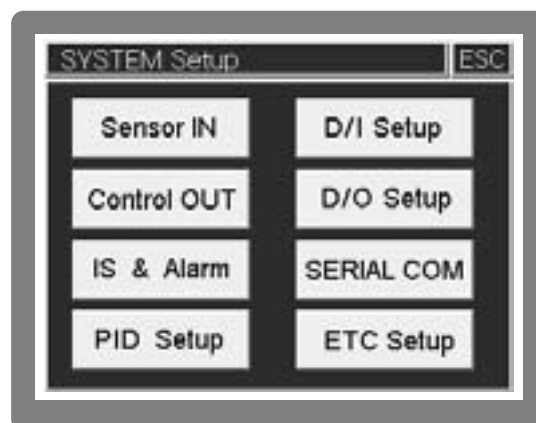 SYSTEM Setup ESC
Sensor IN D/I Setup
Control OUT D/O Setup
IS & Alarm SERIAL COM
PID Setup ETC Setup